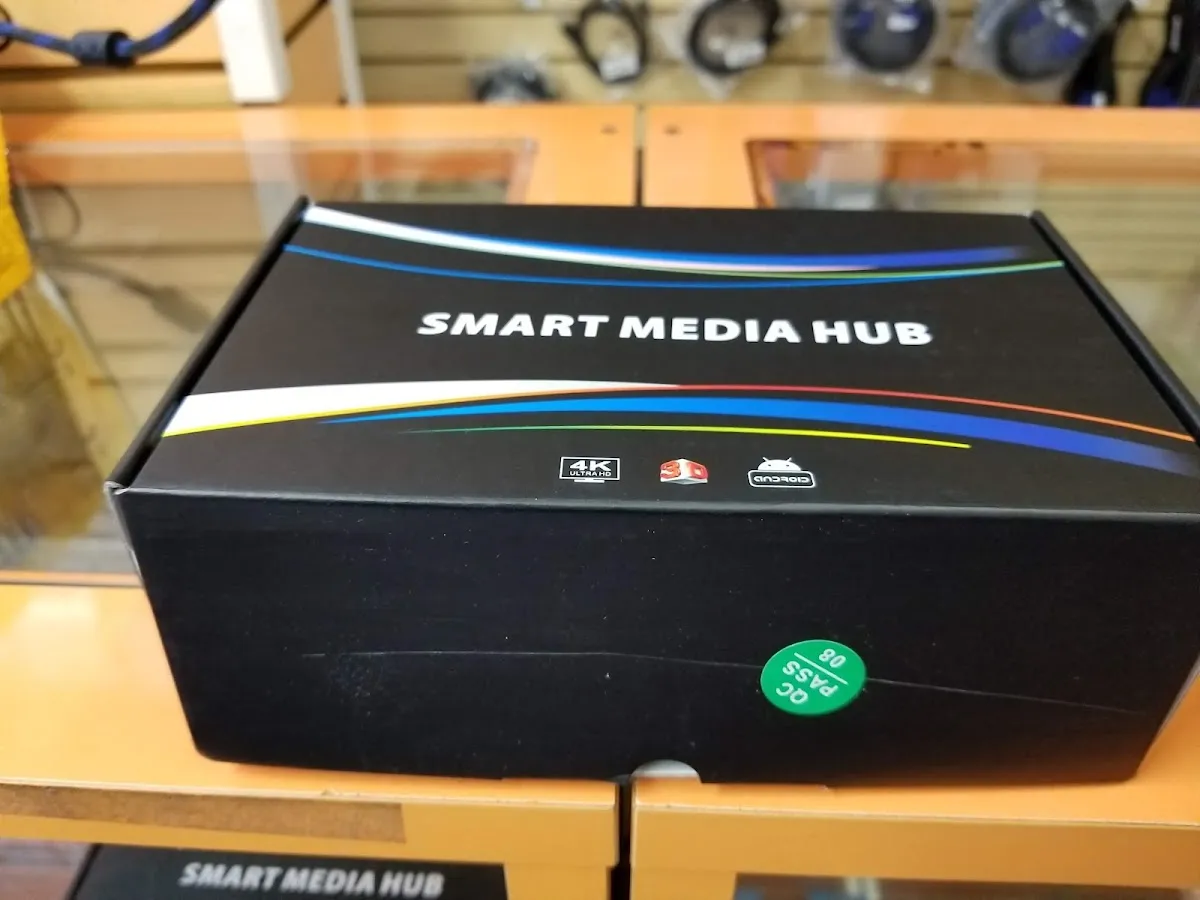 SMART MEDIA HUB
4K
ULTRA HD
3D
ANDROID
QC
PASS
08
SMART MEDIA HUB